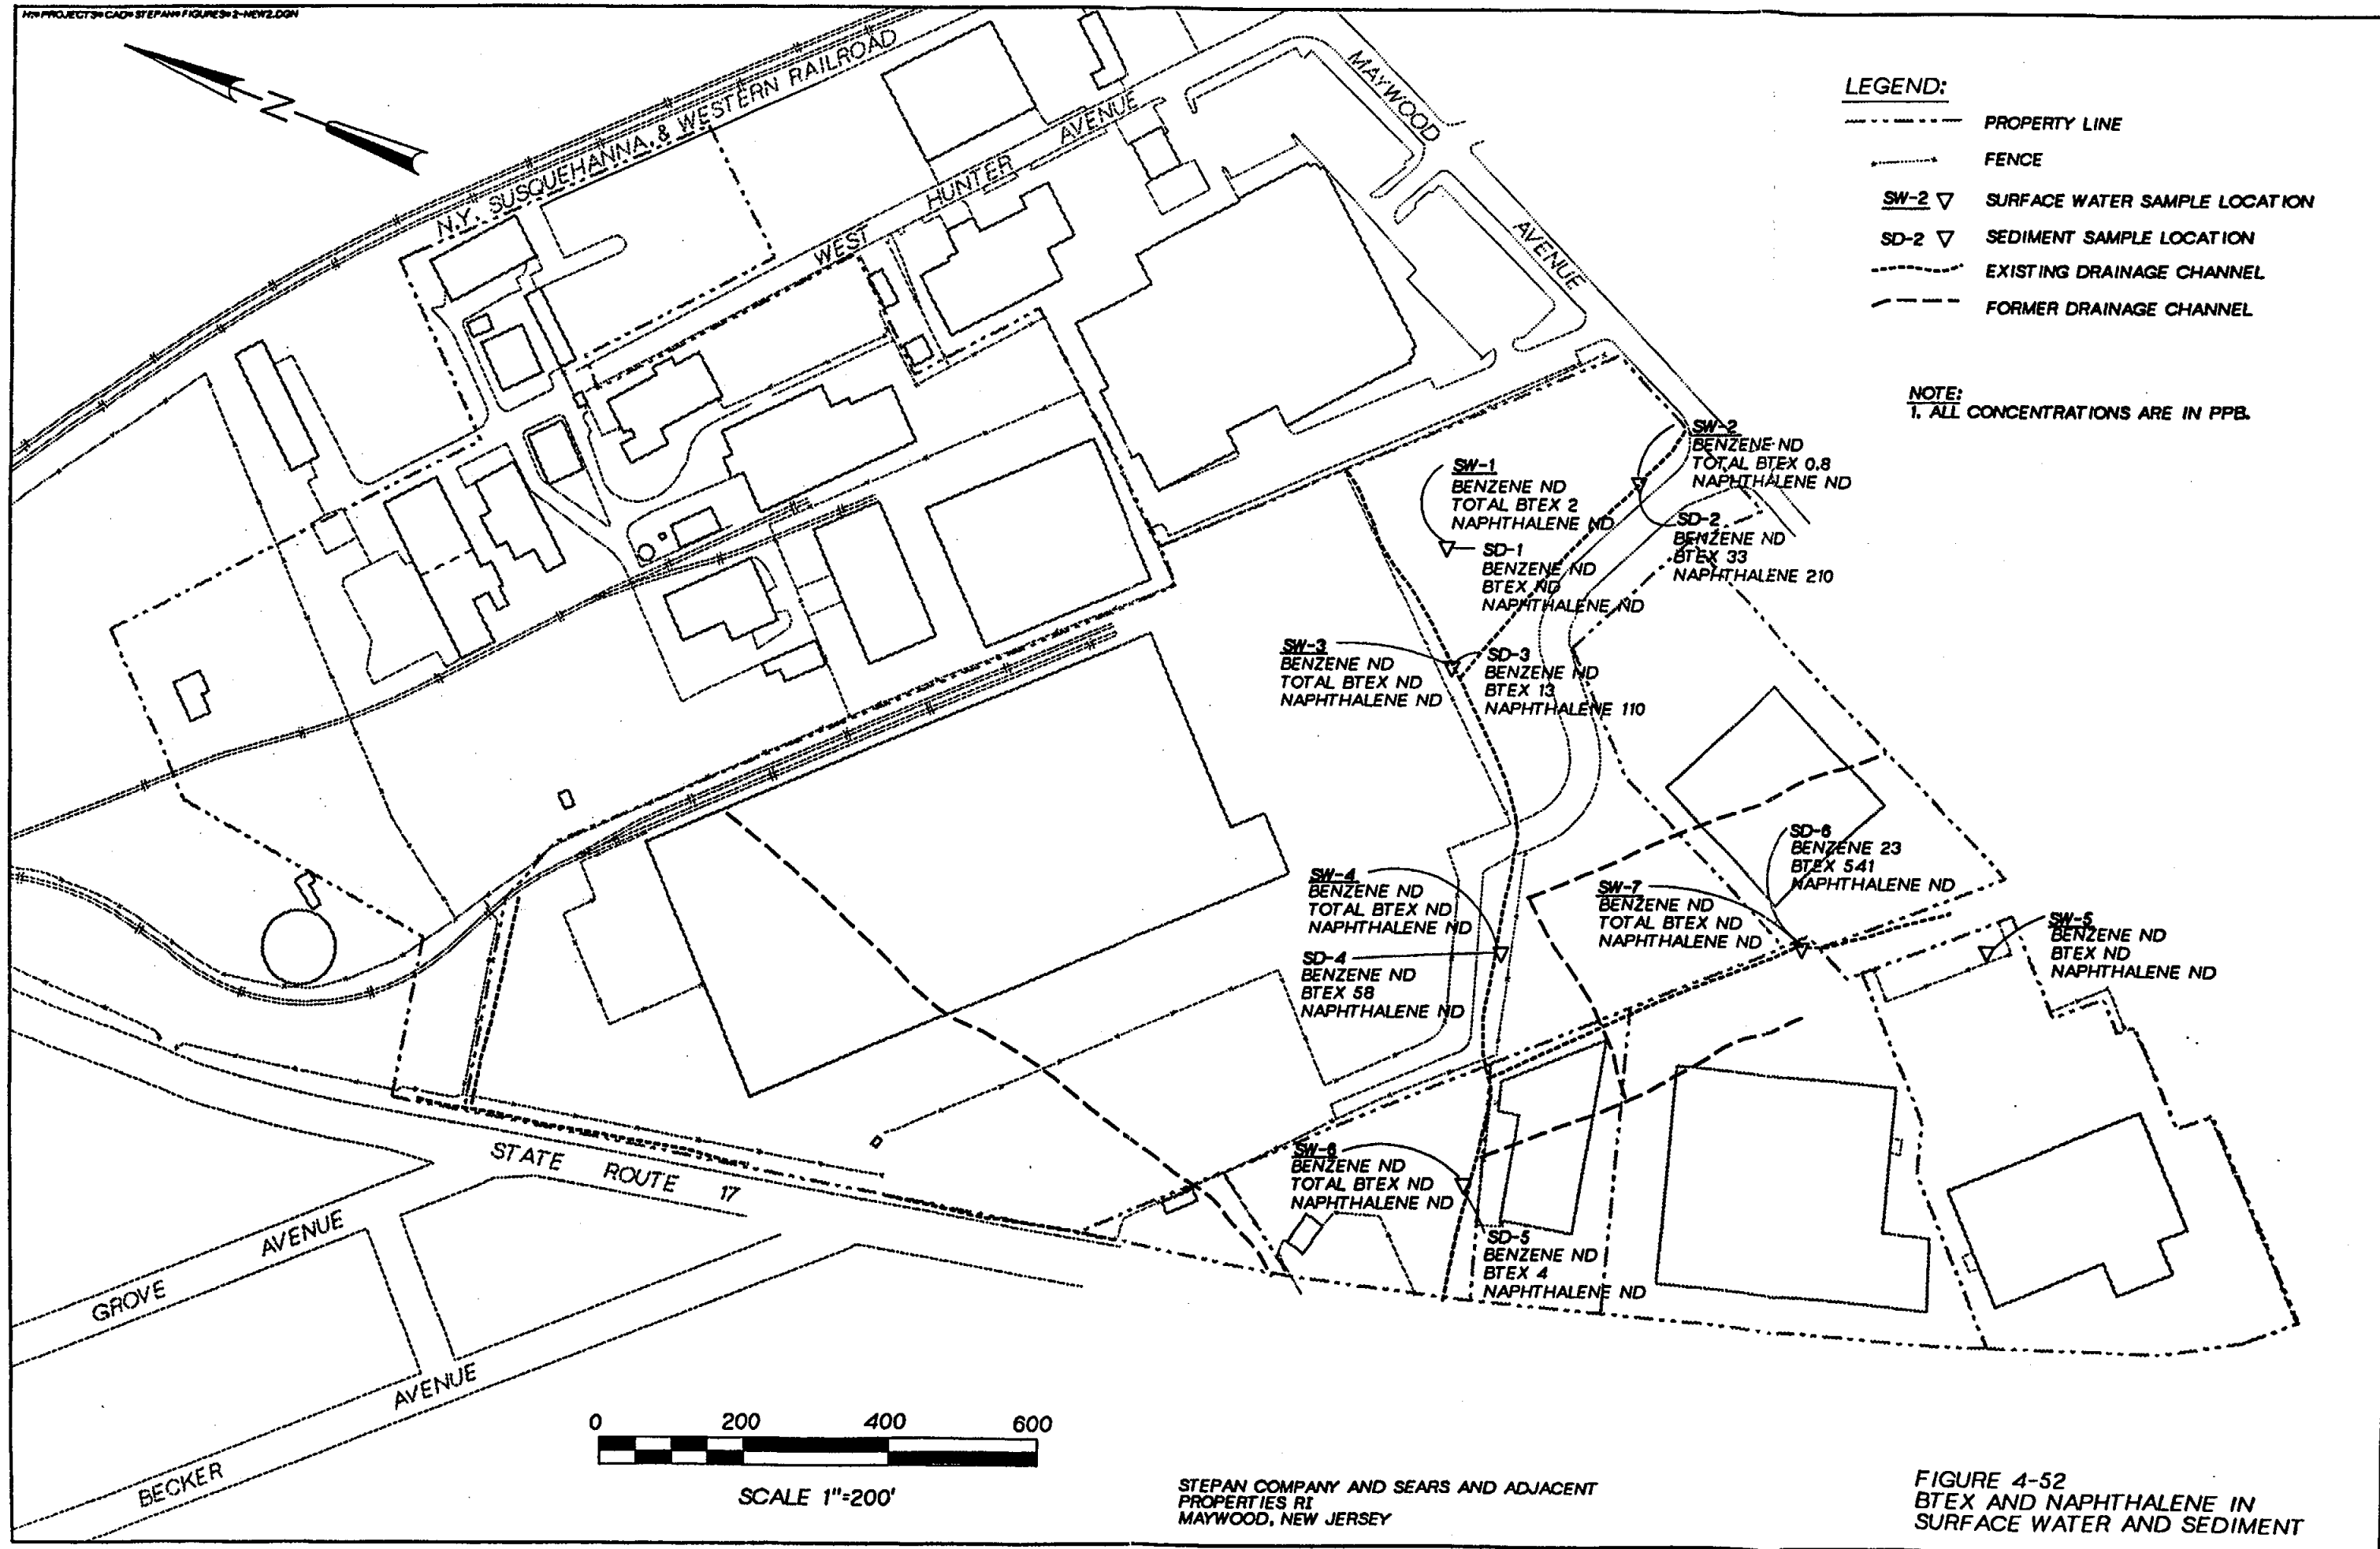 H:=PROJECTS=CAD=STEPAN=FIGURES=2-NEW2.DGN
N
N.Y. SUSQUEHANNA & WESTERN RAILROAD
WEST HUNTER AVENUE
MAYWOOD AVENUE
LEGEND:
PROPERTY LINE
FENCE
SW-2 SURFACE WATER SAMPLE LOCATION
SD-2 SEDIMENT SAMPLE LOCATION
EXISTING DRAINAGE CHANNEL
FORMER DRAINAGE CHANNEL
NOTE:
1. ALL CONCENTRATIONS ARE IN PPB.
SW-2
BENZENE ND
TOTAL BTEX 0.8
NAPHTHALENE ND
SW-1
BENZENE ND
TOTAL BTEX 2
NAPHTHALENE ND
SD-2
BENZENE ND
BTEX 33
NAPHTHALENE 210
SD-1
BENZENE ND
BTEX ND
NAPHTHALENE ND
SW-3
BENZENE ND
TOTAL BTEX ND
NAPHTHALENE ND
SD-3
BENZENE ND
BTEX 13
NAPHTHALENE 110
SD-6
BENZENE 23
BTEX 541
NAPHTHALENE ND
SW-4
BENZENE ND
TOTAL BTEX ND
NAPHTHALENE ND
SW-7
BENZENE ND
TOTAL BTEX ND
NAPHTHALENE ND
SW-5
BENZENE ND
BTEX ND
NAPHTHALENE ND
SD-4
BENZENE ND
BTEX 58
NAPHTHALENE ND
SW-6
BENZENE ND
TOTAL BTEX ND
NAPHTHALENE ND
SD-5
BENZENE ND
BTEX 4
NAPHTHALENE ND
STATE ROUTE 17
GROVE AVENUE
BECKER AVENUE
0 200 400 600
SCALE 1"=200'
STEPAN COMPANY AND SEARS AND ADJACENT
PROPERTIES RI
MAYWOOD, NEW JERSEY
FIGURE 4-52
BTEX AND NAPHTHALENE IN
SURFACE WATER AND SEDIMENT